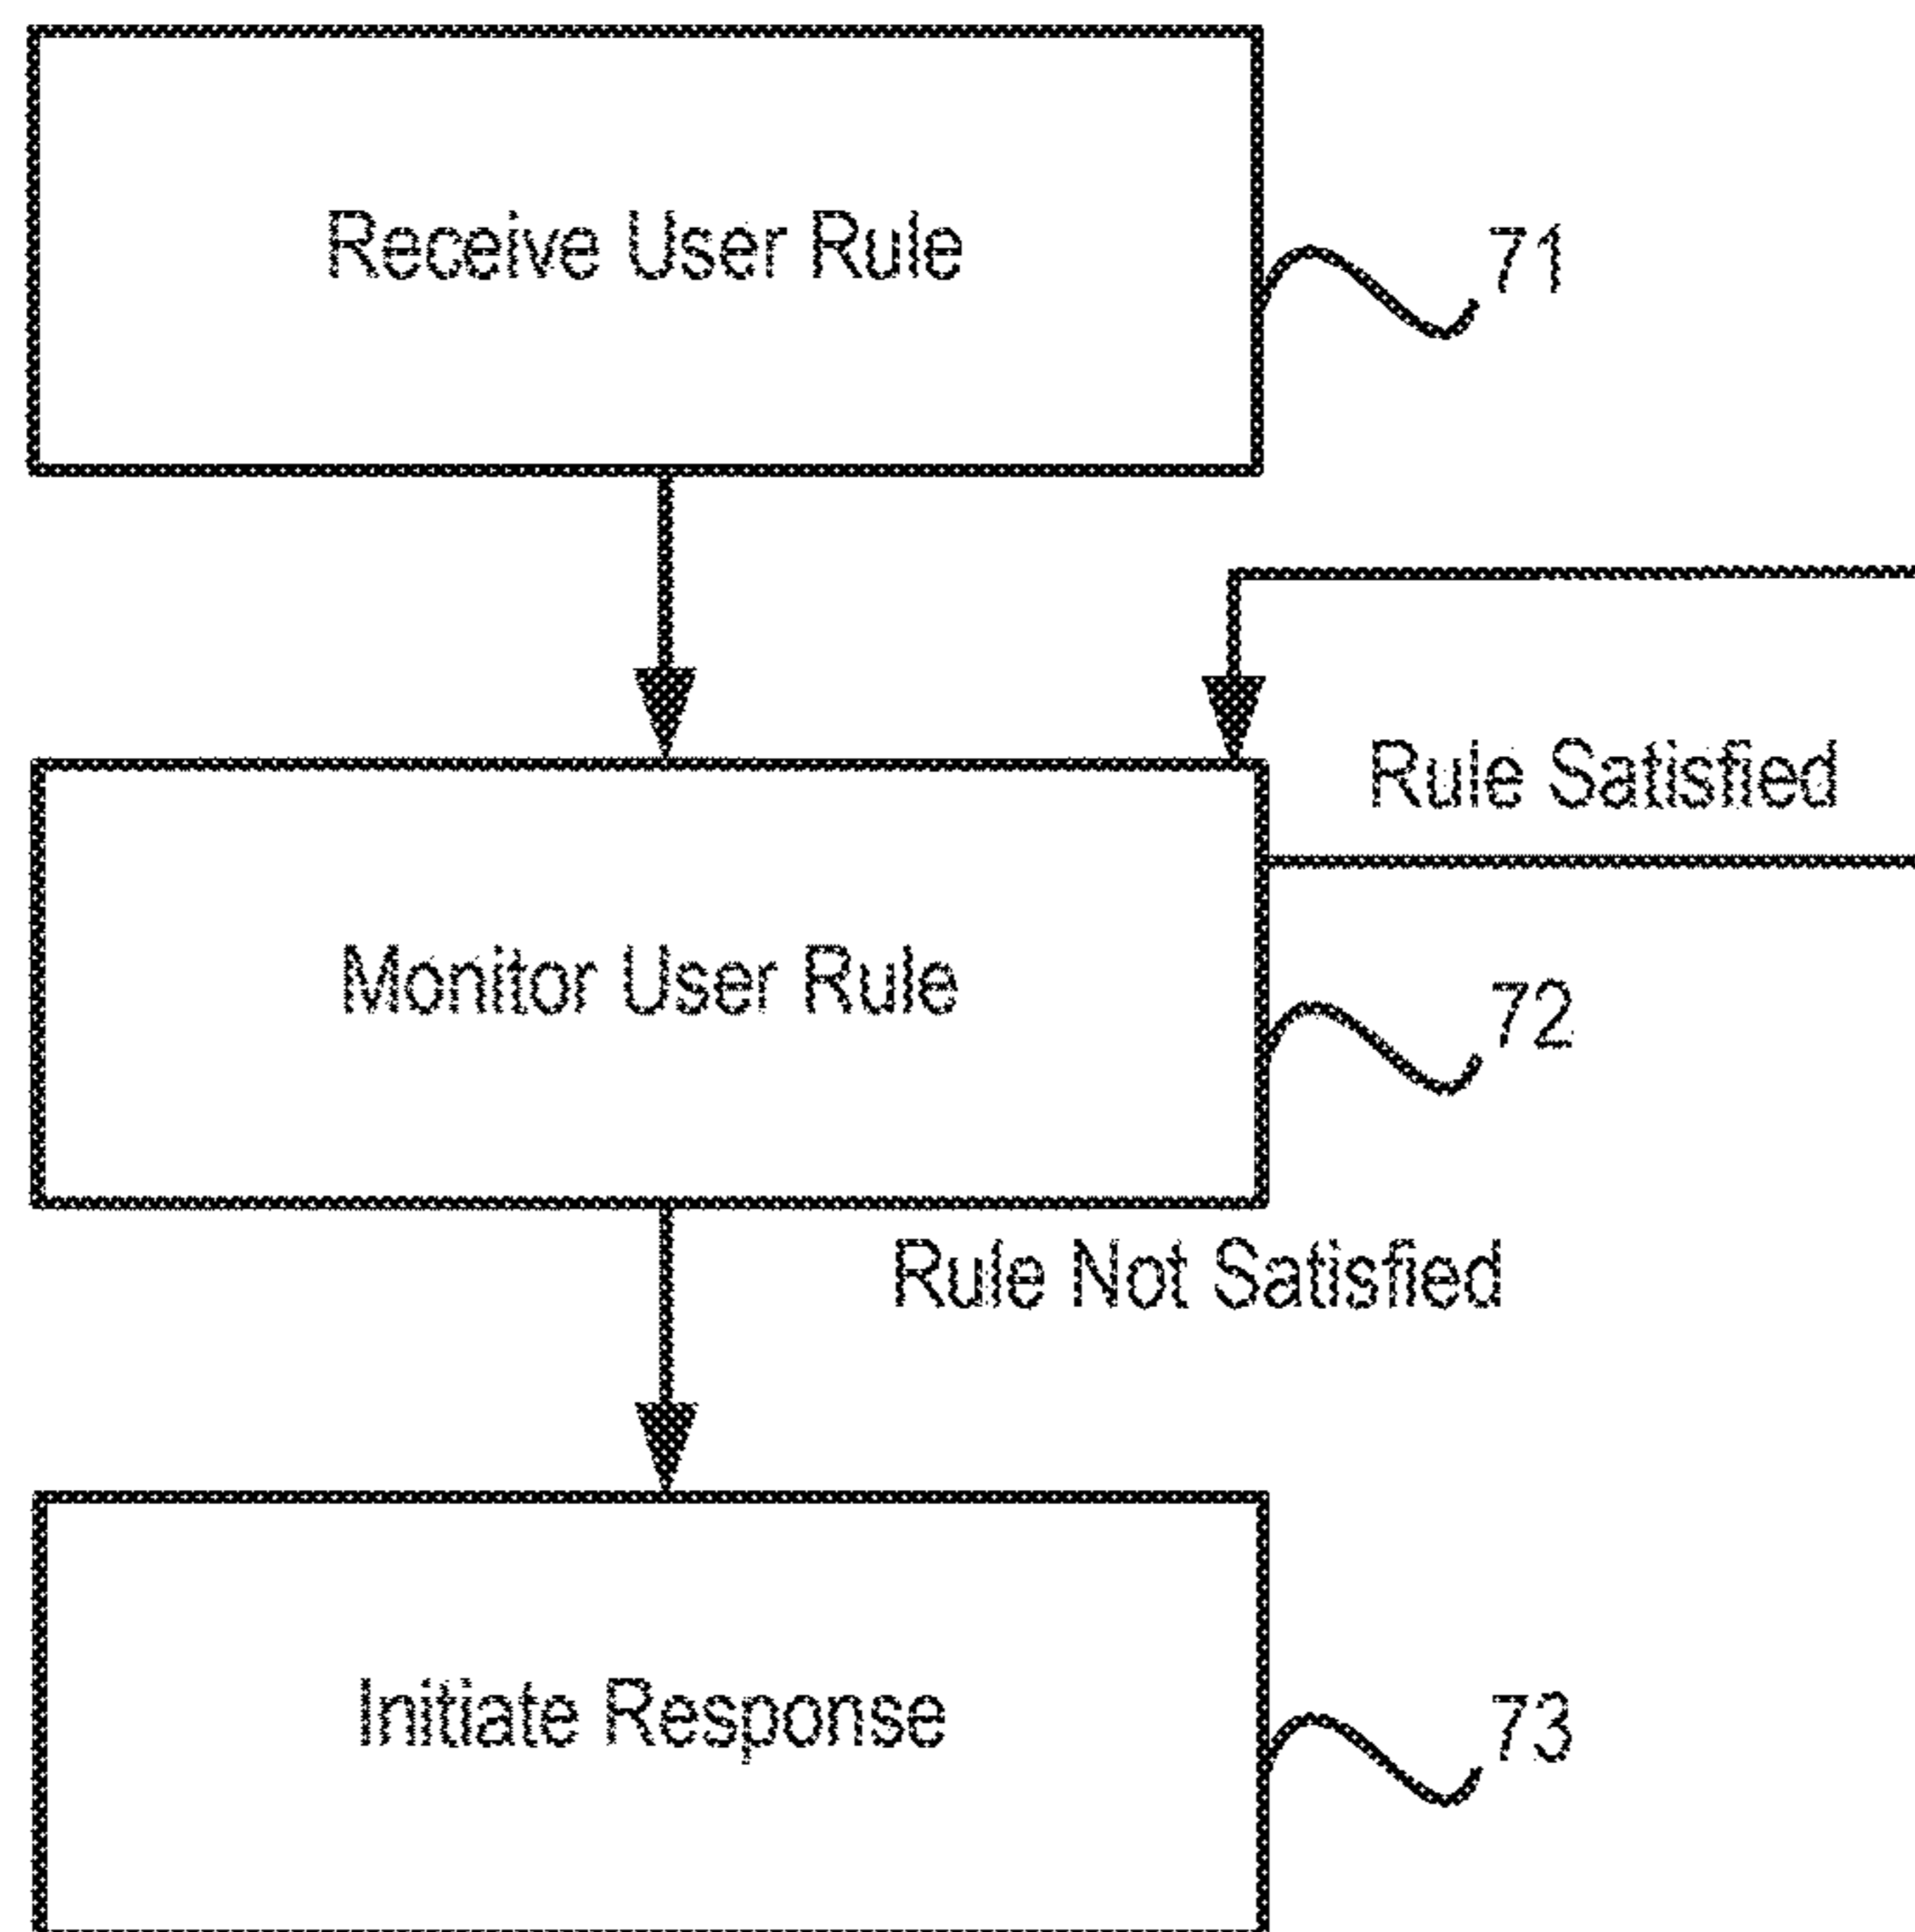 Receive User Rule
71
Rule Satisfied
Monitor User Rule
72
Rule Not Satisfied
Initiate Response
73